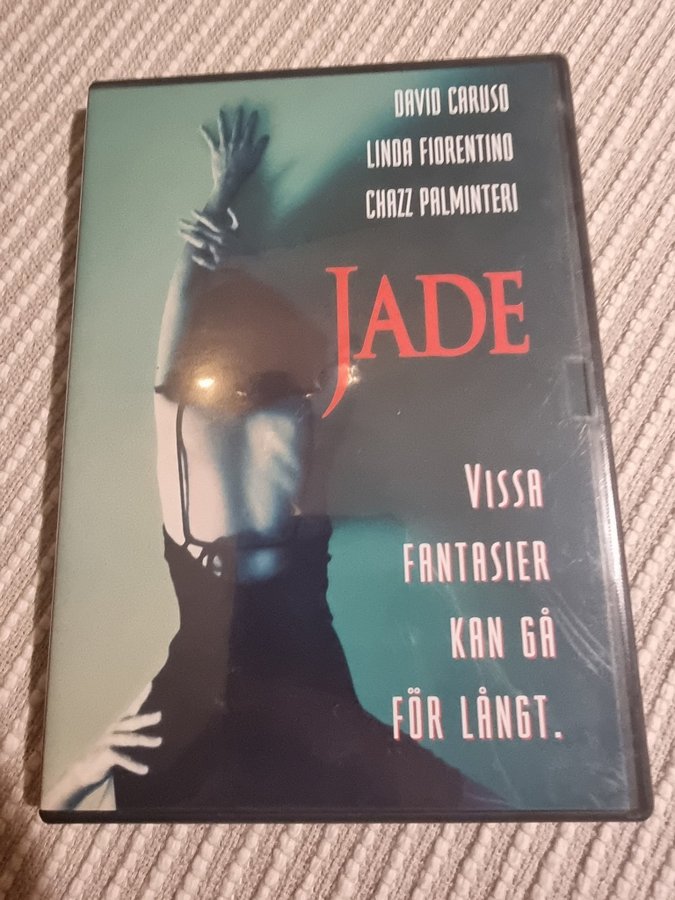 DAVID CARUSO
LINDA FIORENTINO
CHAZZ PALMINTERI
JADE
VISSA
FANTASIER
KAN GÅ
FÖR LÅNGT.